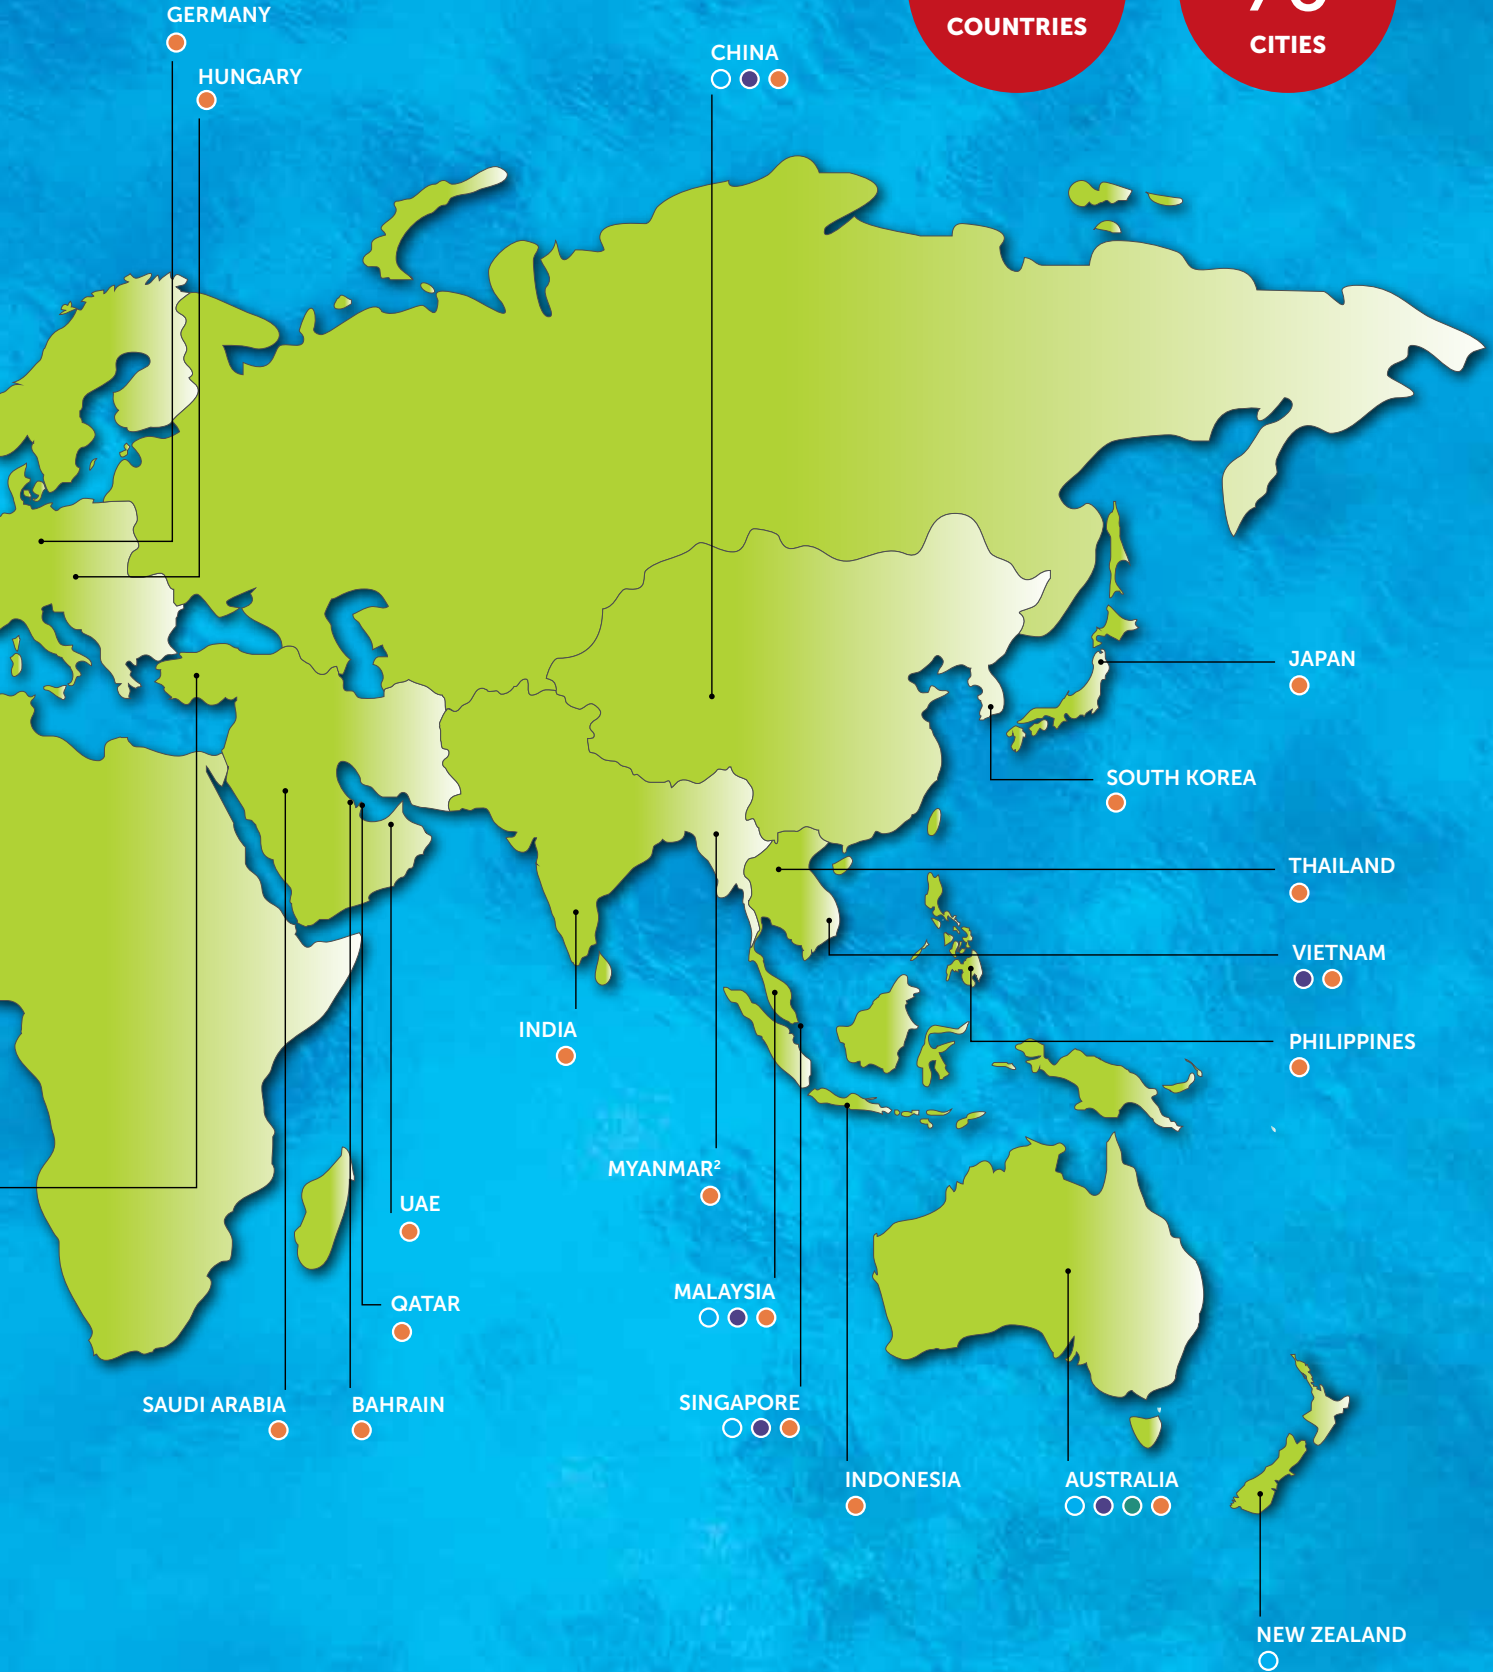 GERMANY
HUNGARY
CHINA
COUNTRIES
CITIES
JAPAN
SOUTH KOREA
THAILAND
VIETNAM
PHILIPPINES
INDIA
MYANMAR²
UAE
QATAR
MALAYSIA
SAUDI ARABIA
BAHRAIN
SINGAPORE
INDONESIA
AUSTRALIA
NEW ZEALAND